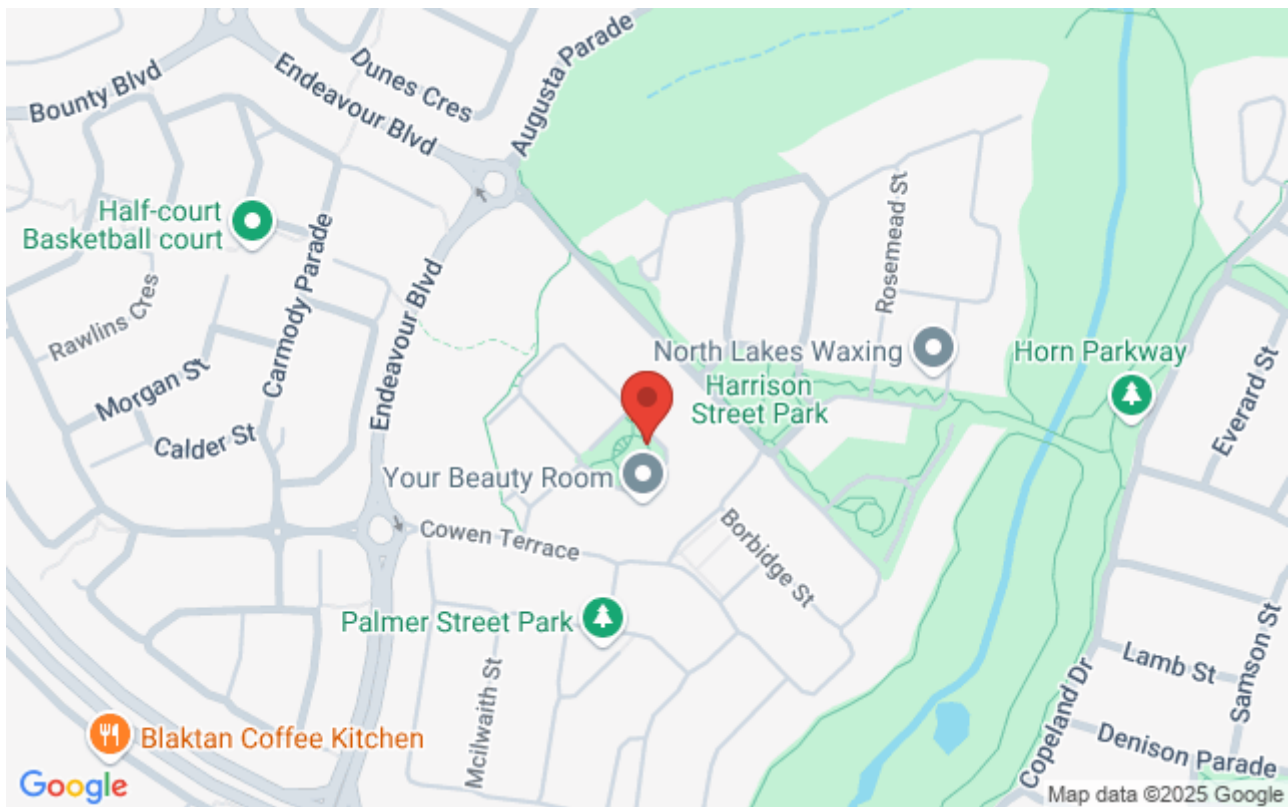 Bounty Blvd
Endeavour Blvd
Dunes Cres
Augusta Parade
Half-court
Basketball court
Rawlins Cres
Carmody Parade
Endeavour Blvd
Morgan St
Calder St
Rosemead St
North Lakes Waxing
Harrison
Street Park
Horn Parkway
Everard St
Your Beauty Room
Cowen Terrace
Borbidge St
Palmer Street Park
Mcilwaith St
Lamb St
Samson St
Copeland Dr
Denison Parade
Blaktan Coffee Kitchen
Google
Map data ©2025 Google